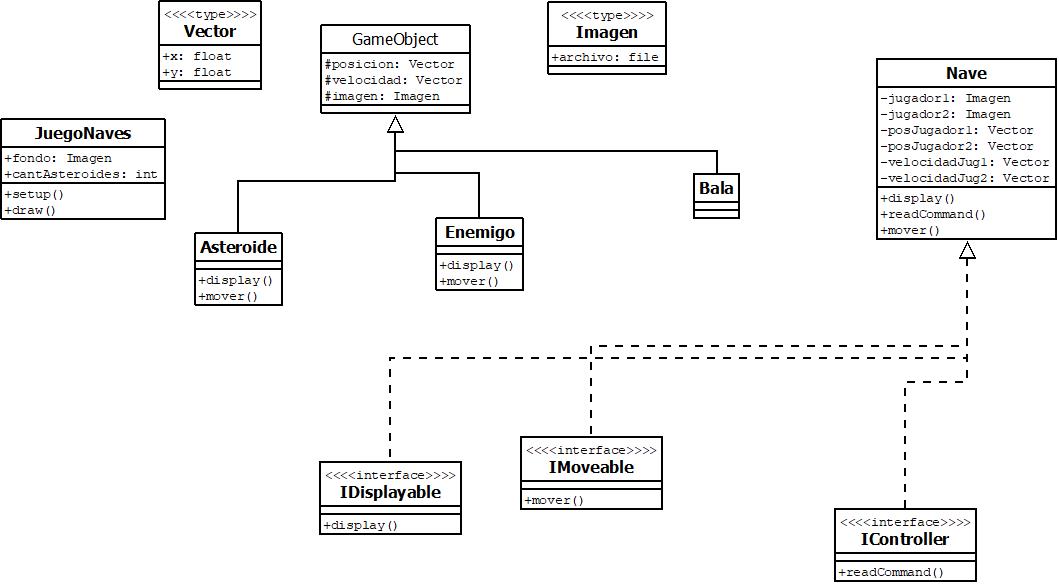 <<<<type>>>>
Vector
+x: float
+y: float
GameObject
#posicion: Vector
#velocidad: Vector
#imagen: Imagen
<<<<type>>>>
Imagen
+archivo: file
Nave
-jugador1: Imagen
-jugador2: Imagen
-posJugador1: Vector
-posJugador2: Vector
-velocidadJug1: Vector
-velocidadJug2: Vector
+display()
+readCommand()
+mover()
JuegoNaves
+fondo: Imagen
+cantAsteroides: int
+setup()
+draw()
Asteroide
+display()
+mover()
Enemigo
+display()
+mover()
Bala
<<<<interface>>>>
IDisplayable
+display()
<<<<interface>>>>
IMoveable
+mover()
<<<<interface>>>>
IController
+readCommand()